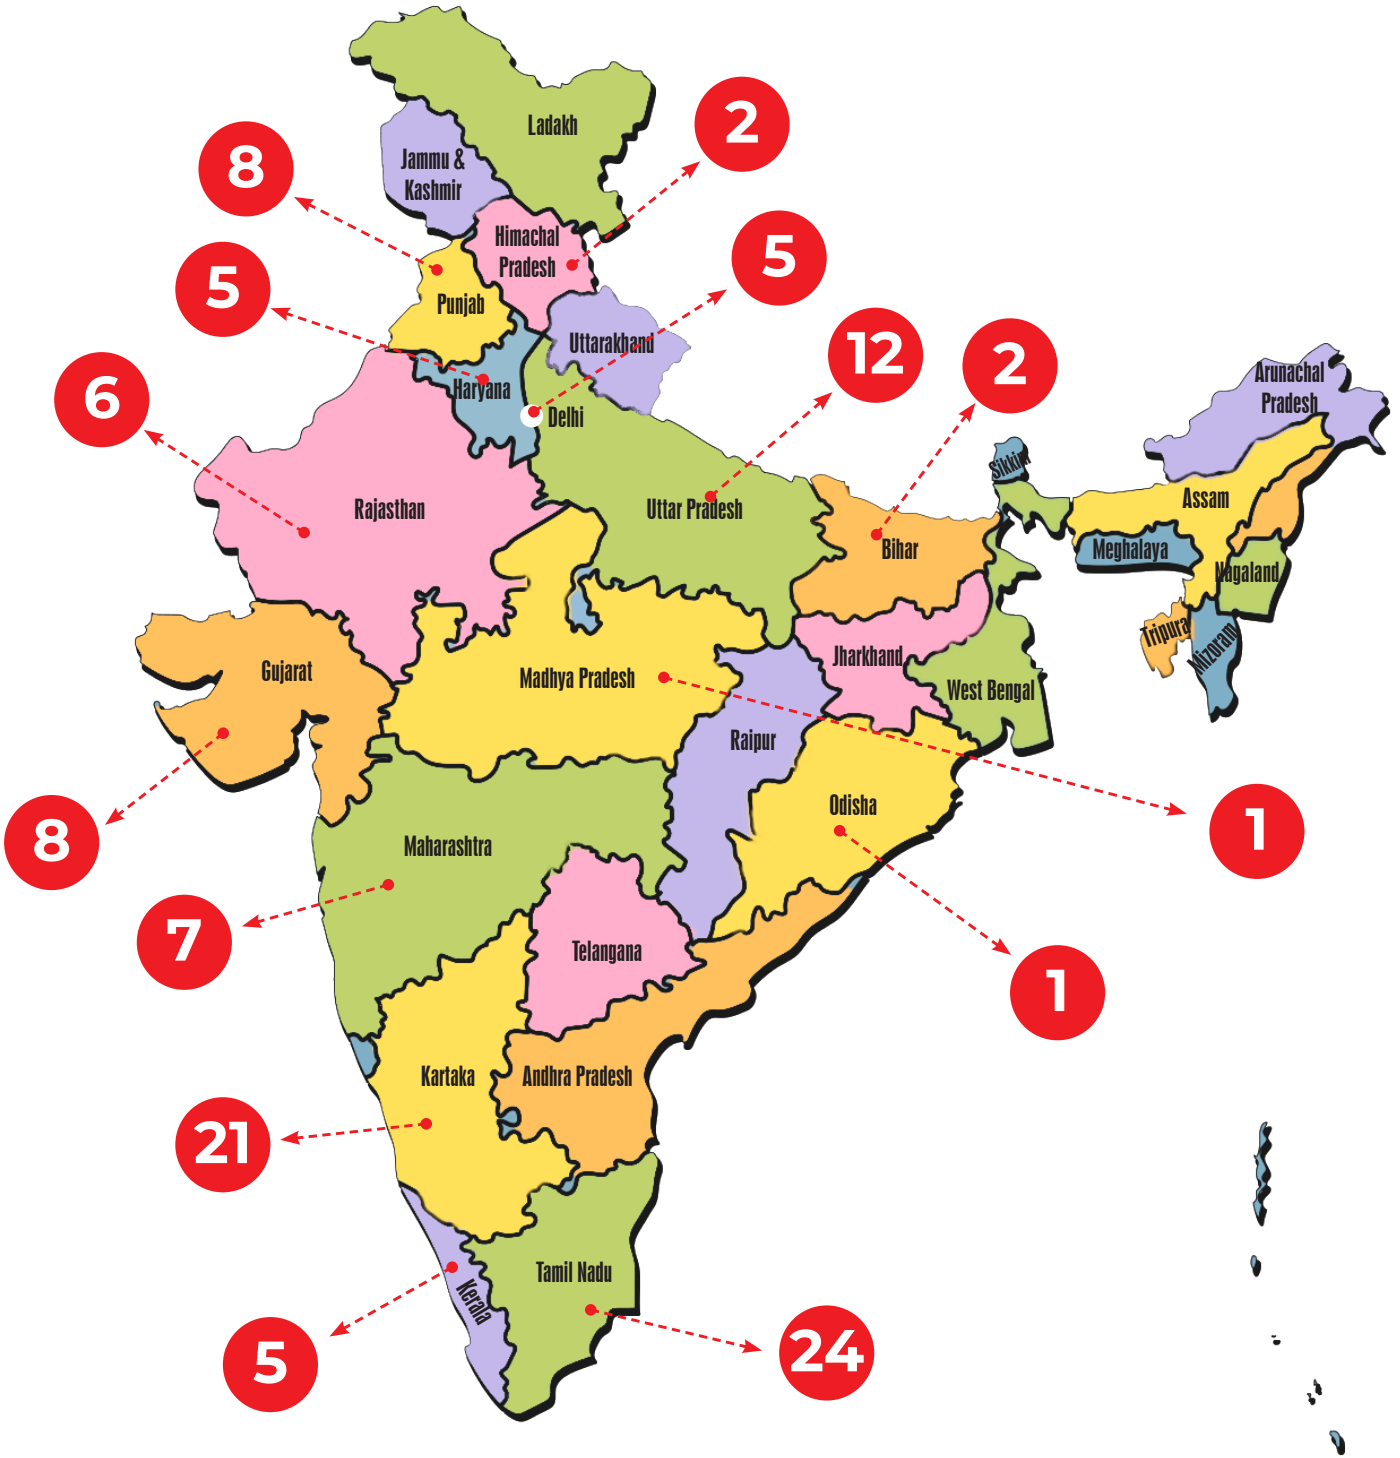 Ladakh
2
8
Jammu &
Kashmir
Himachal
Pradesh
5
5
Punjab
Uttarakhand
12
2
6
Haryana
Delhi
Arunachal
Pradesh
Sikkim
Rajasthan
Uttar Pradesh
Bihar
Assam
Meghalaya
Nagaland
Tripura
Mizoram
Gujarat
Madhya Pradesh
Jharkhand
West Bengal
Raipur
8
Maharashtra
Odisha
1
7
Telangana
1
Kartaka
Andhra Pradesh
21
Tamil Nadu
Kerala
5
24